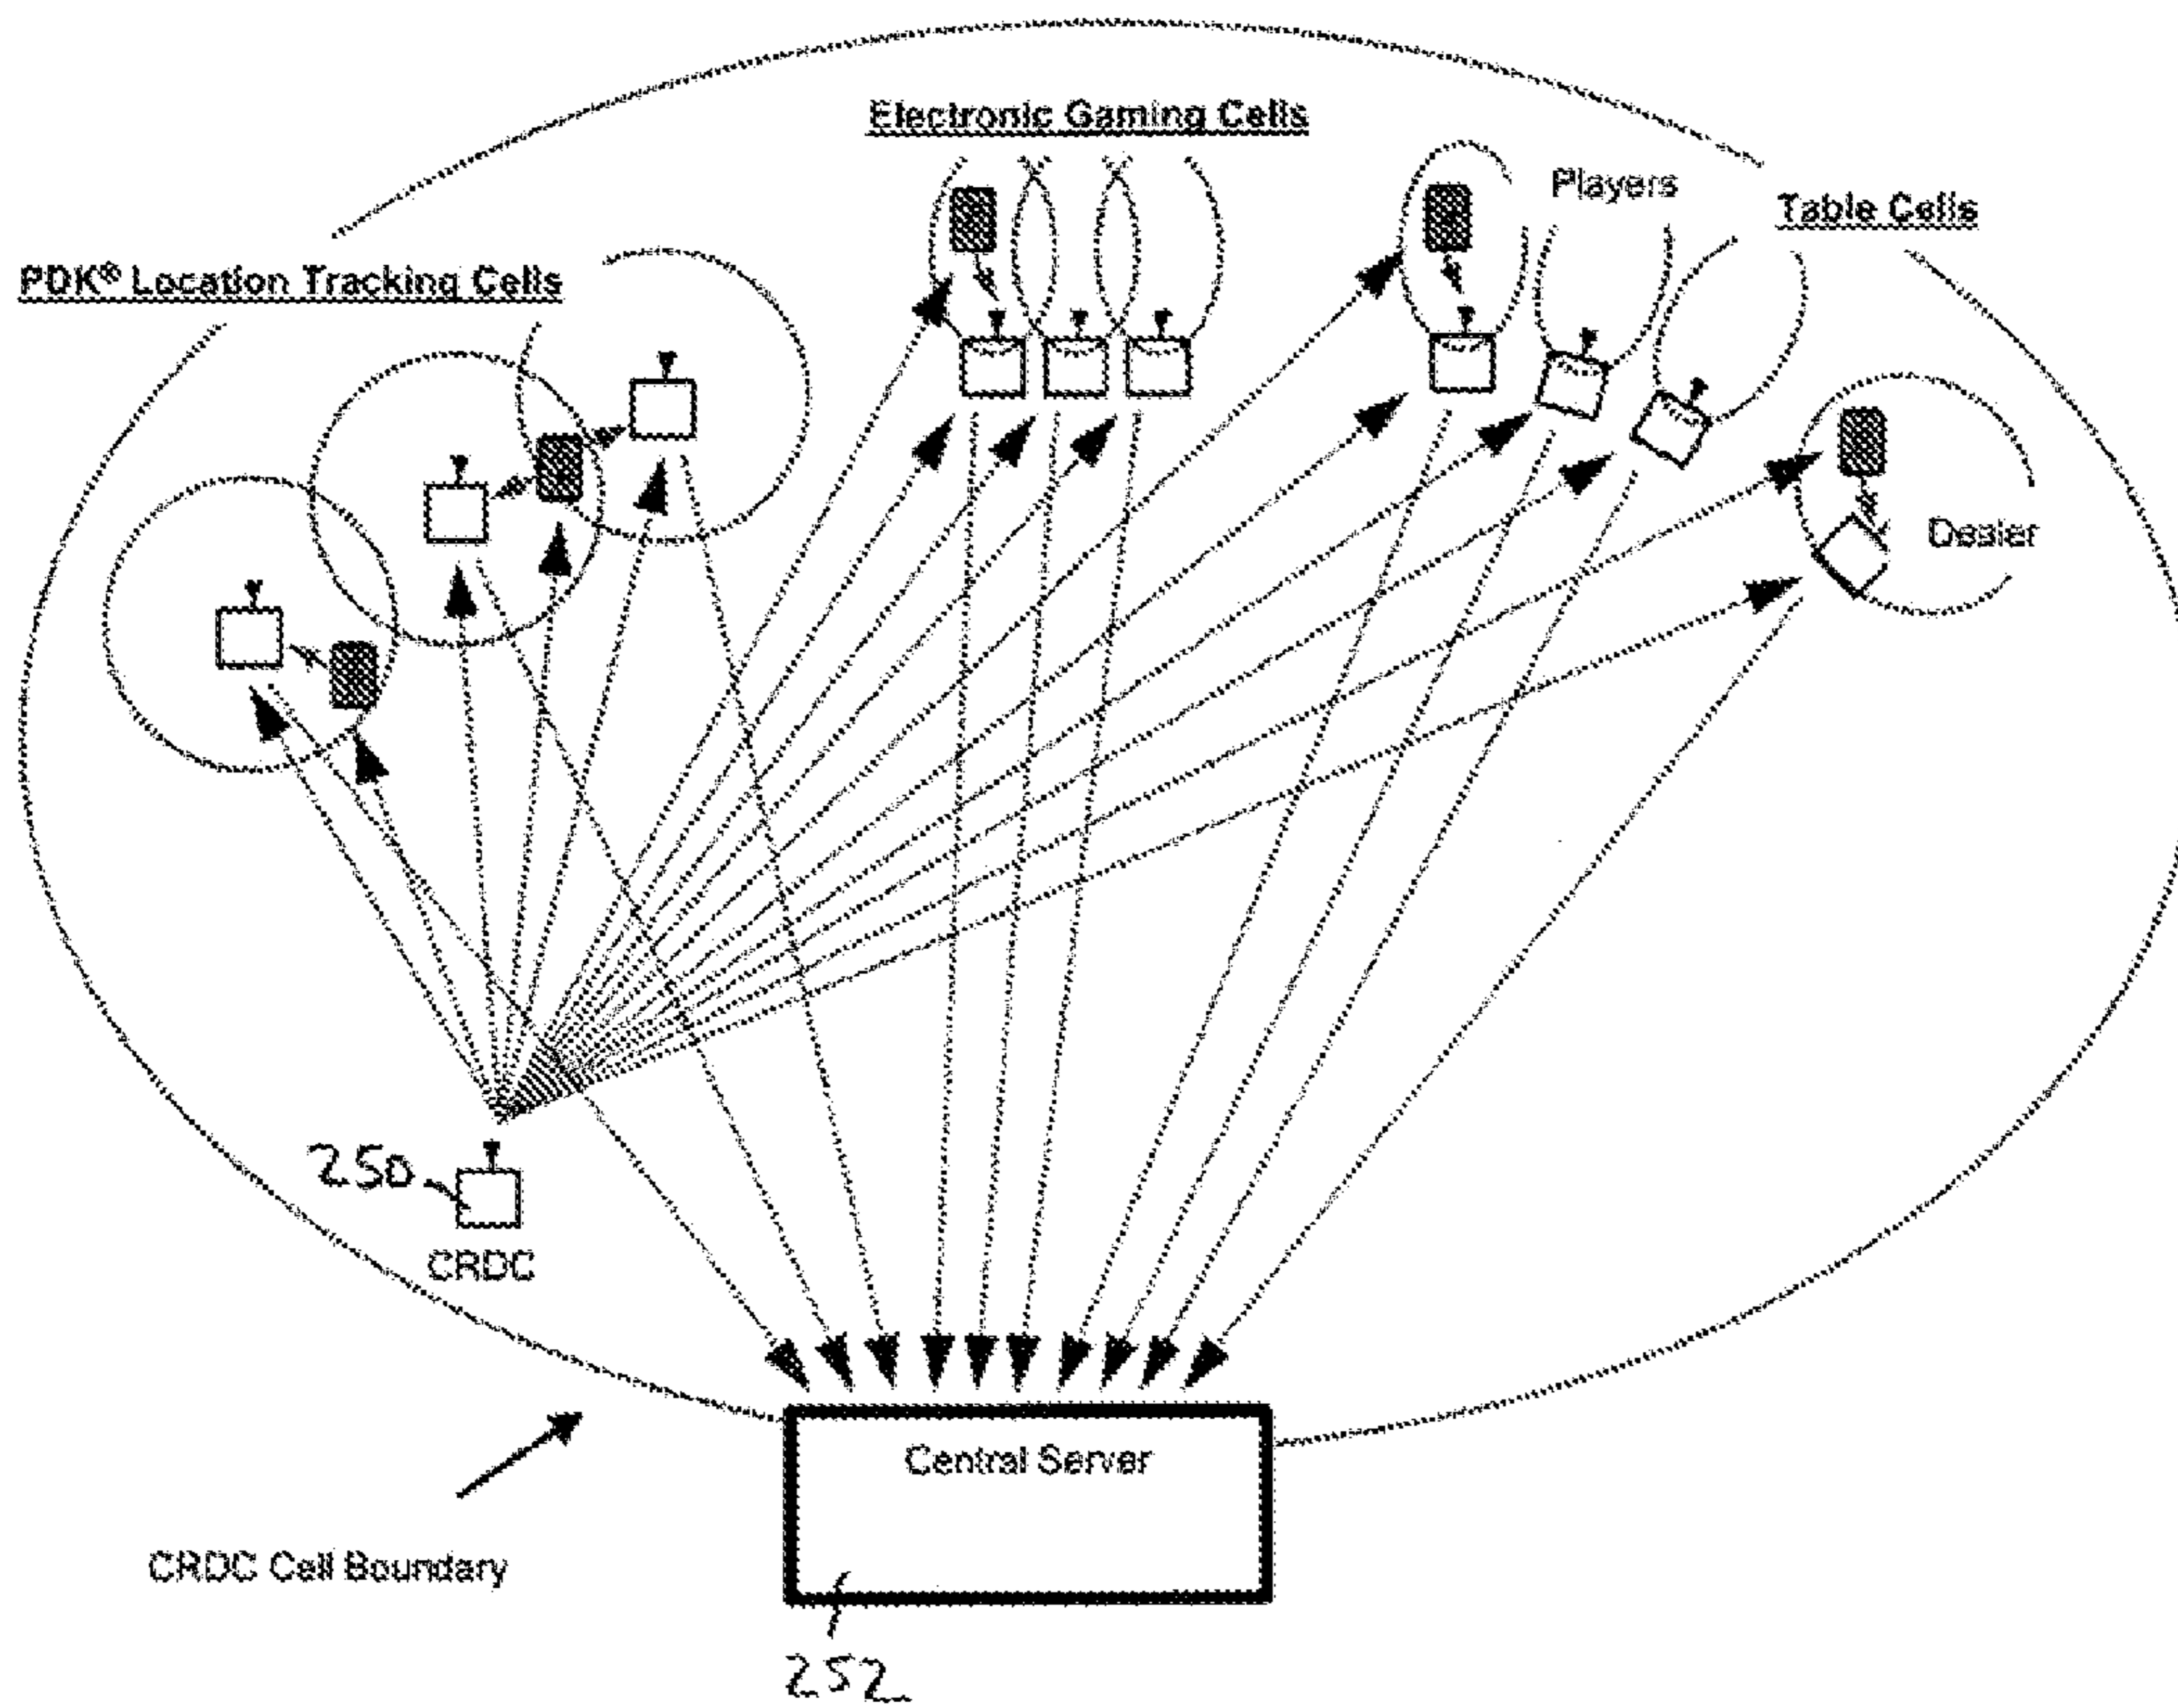 Electronic Gaming Cells
Players
Table Cells
PDK® Location Tracking Cells
Dealer
250
CRDC
Central Server
CRDC Cell Boundary
252